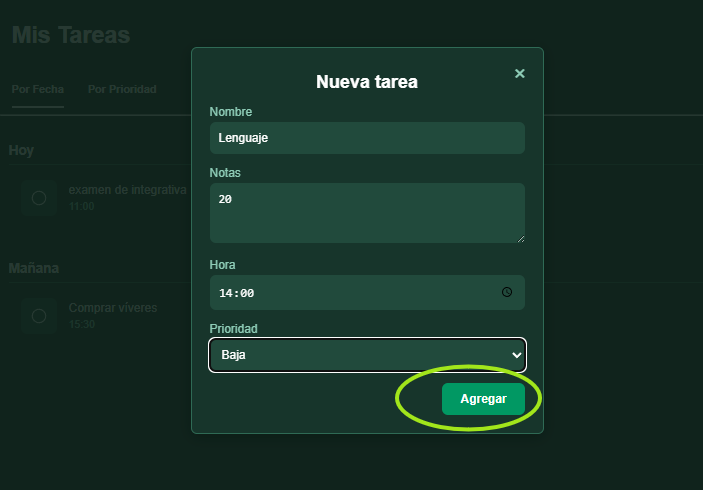 Mis Tareas
Por Fecha Por Prioridad
Hoy
examen de integrativa
11:00
Mañana
Comprar víveres
15:30
Nueva tarea ×
Nombre
Lenguaje
Notas
20
Hora
14:00
Prioridad
Baja
Agregar